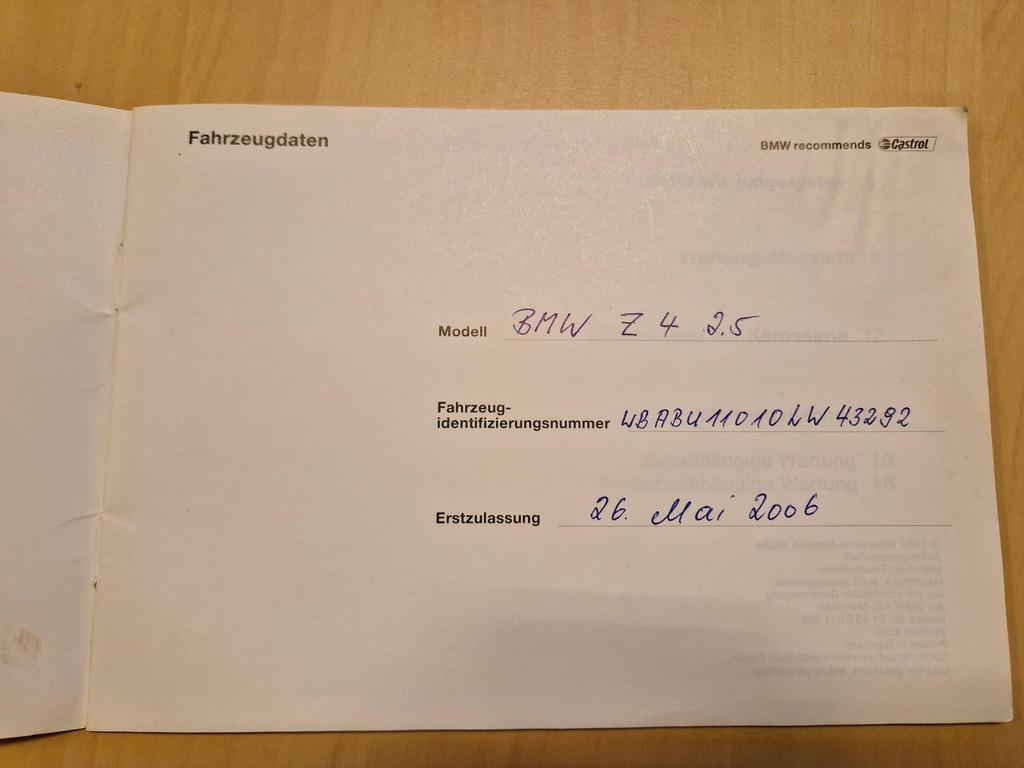 Fahrzeugdaten
BMW recommends Castrol
Modell BMW Z 4 2.5
Fahrzeug-
identifizierungsnummer WBABU11010LW43292
Erstzulassung 26. Mai 2006